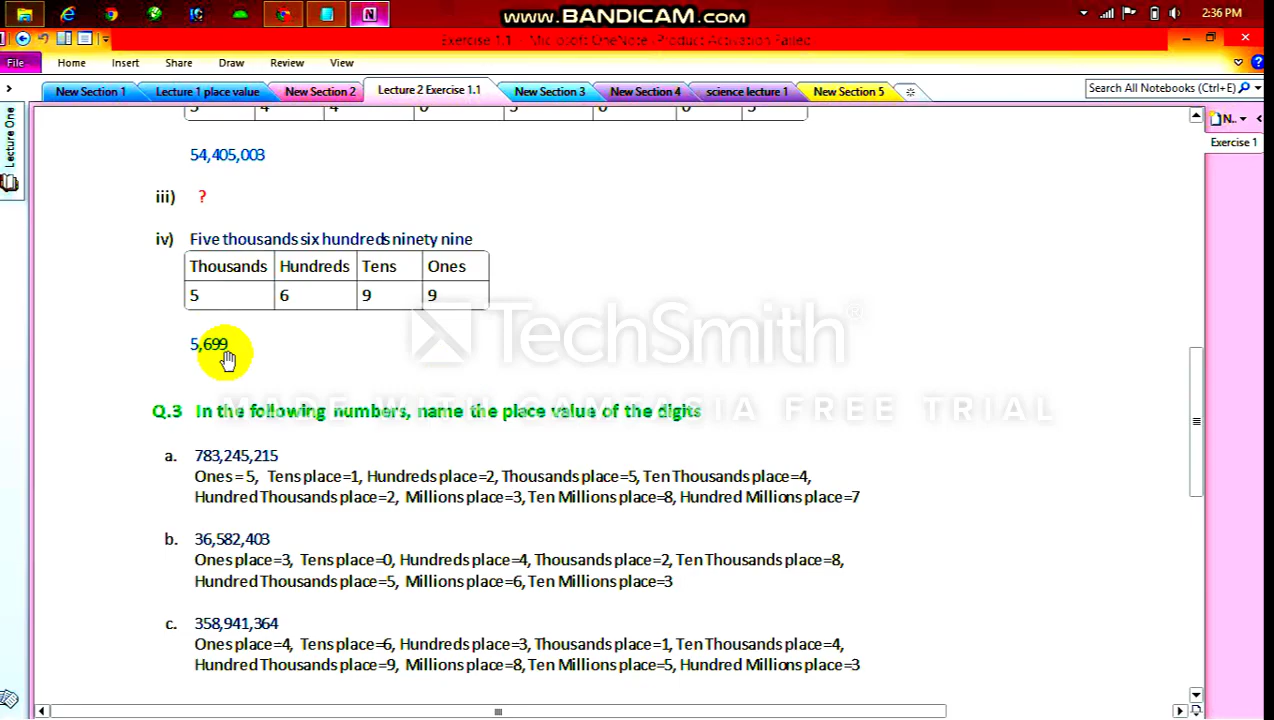 www.BANDICAM.com
2:36 PM
Exercise 1.1 - Microsoft OneNote (Product Activation Failed)
File Home Insert Share Draw Review View
New Section 1 Lecture 1 place value New Section 2 Lecture 2 Exercise 1.1 New Section 3 New Section 4 science lecture 1 New Section 5 Search All Notebooks (Ctrl+E)
N..
Lecture One
Exercise 1
54,405,003
iii) ?
iv) Five thousands six hundreds ninety nine
Thousands Hundreds Tens Ones
5 6 9 9
TechSmith®
5,699
MADE WITH CAMTASIA FREE TRIAL
Q.3 In the following numbers, name the place value of the digits
a. 783,245,215
Ones = 5, Tens place=1, Hundreds place=2, Thousands place=5, Ten Thousands place=4,
Hundred Thousands place=2, Millions place=3, Ten Millions place=8, Hundred Millions place=7
b. 36,582,403
Ones place=3, Tens place=0, Hundreds place=4, Thousands place=2, Ten Thousands place=8,
Hundred Thousands place=5, Millions place=6, Ten Millions place=3
c. 358,941,364
Ones place=4, Tens place=6, Hundreds place=3, Thousands place=1, Ten Thousands place=4,
Hundred Thousands place=9, Millions place=8, Ten Millions place=5, Hundred Millions place=3